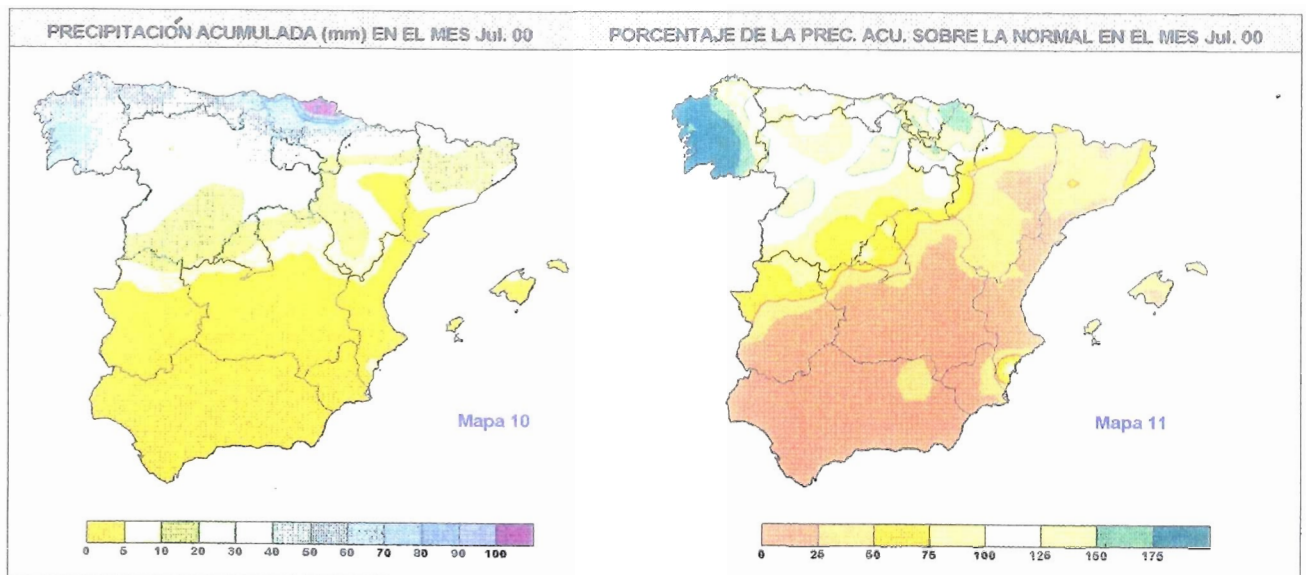 PRECIPITACIÓN ACUMULADA (mm) EN EL MES Jul. 00
PORCENTAJE DE LA PREC. ACU. SOBRE LA NORMAL EN EL MES Jul. 00
Mapa 10
Mapa 11
0 5 10 20 30 40 50 60 70 80 90 100
0 25 50 75 100 125 150 175